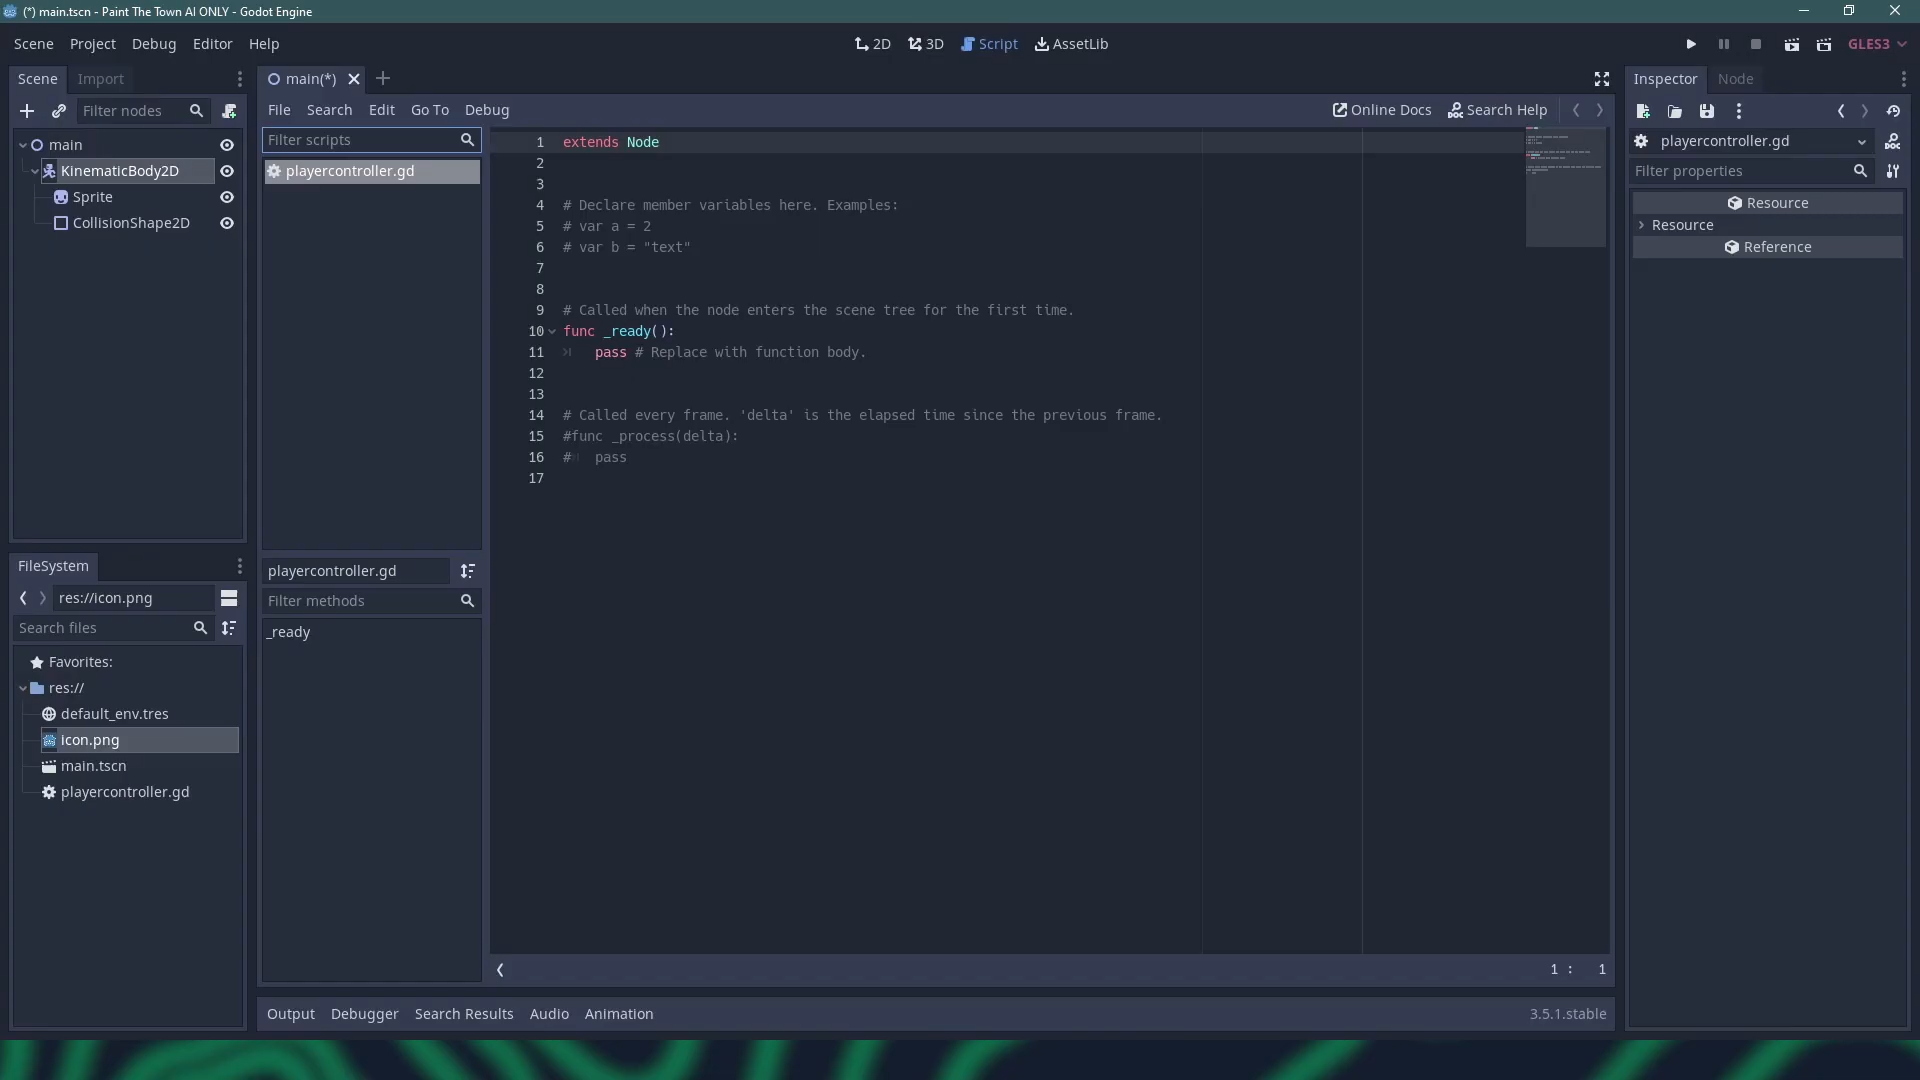 (*) main.tscn - Paint The Town AI ONLY - Godot Engine
Scene Project Debug Editor Help
2D 3D Script AssetLib
GLES3
Scene Import
main(*)
Inspector Node
Filter nodes
File Search Edit Go To Debug
Online Docs Search Help
main
KinematicBody2D
Sprite
CollisionShape2D
Filter scripts
playercontroller.gd
1 extends Node
2
3
4 # Declare member variables here. Examples:
5 # var a = 2
6 # var b = "text"
7
8
9 # Called when the node enters the scene tree for the first time.
10 func _ready():
11 pass # Replace with function body.
12
13
14 # Called every frame. 'delta' is the elapsed time since the previous frame.
15 #func _process(delta):
16 # pass
17
playercontroller.gd
Filter properties
Resource
Resource
Reference
FileSystem
res://icon.png
Search files
Favorites:
res://
default_env.tres
icon.png
main.tscn
playercontroller.gd
playercontroller.gd
Filter methods
_ready
1 : 1
Output Debugger Search Results Audio Animation
3.5.1.stable